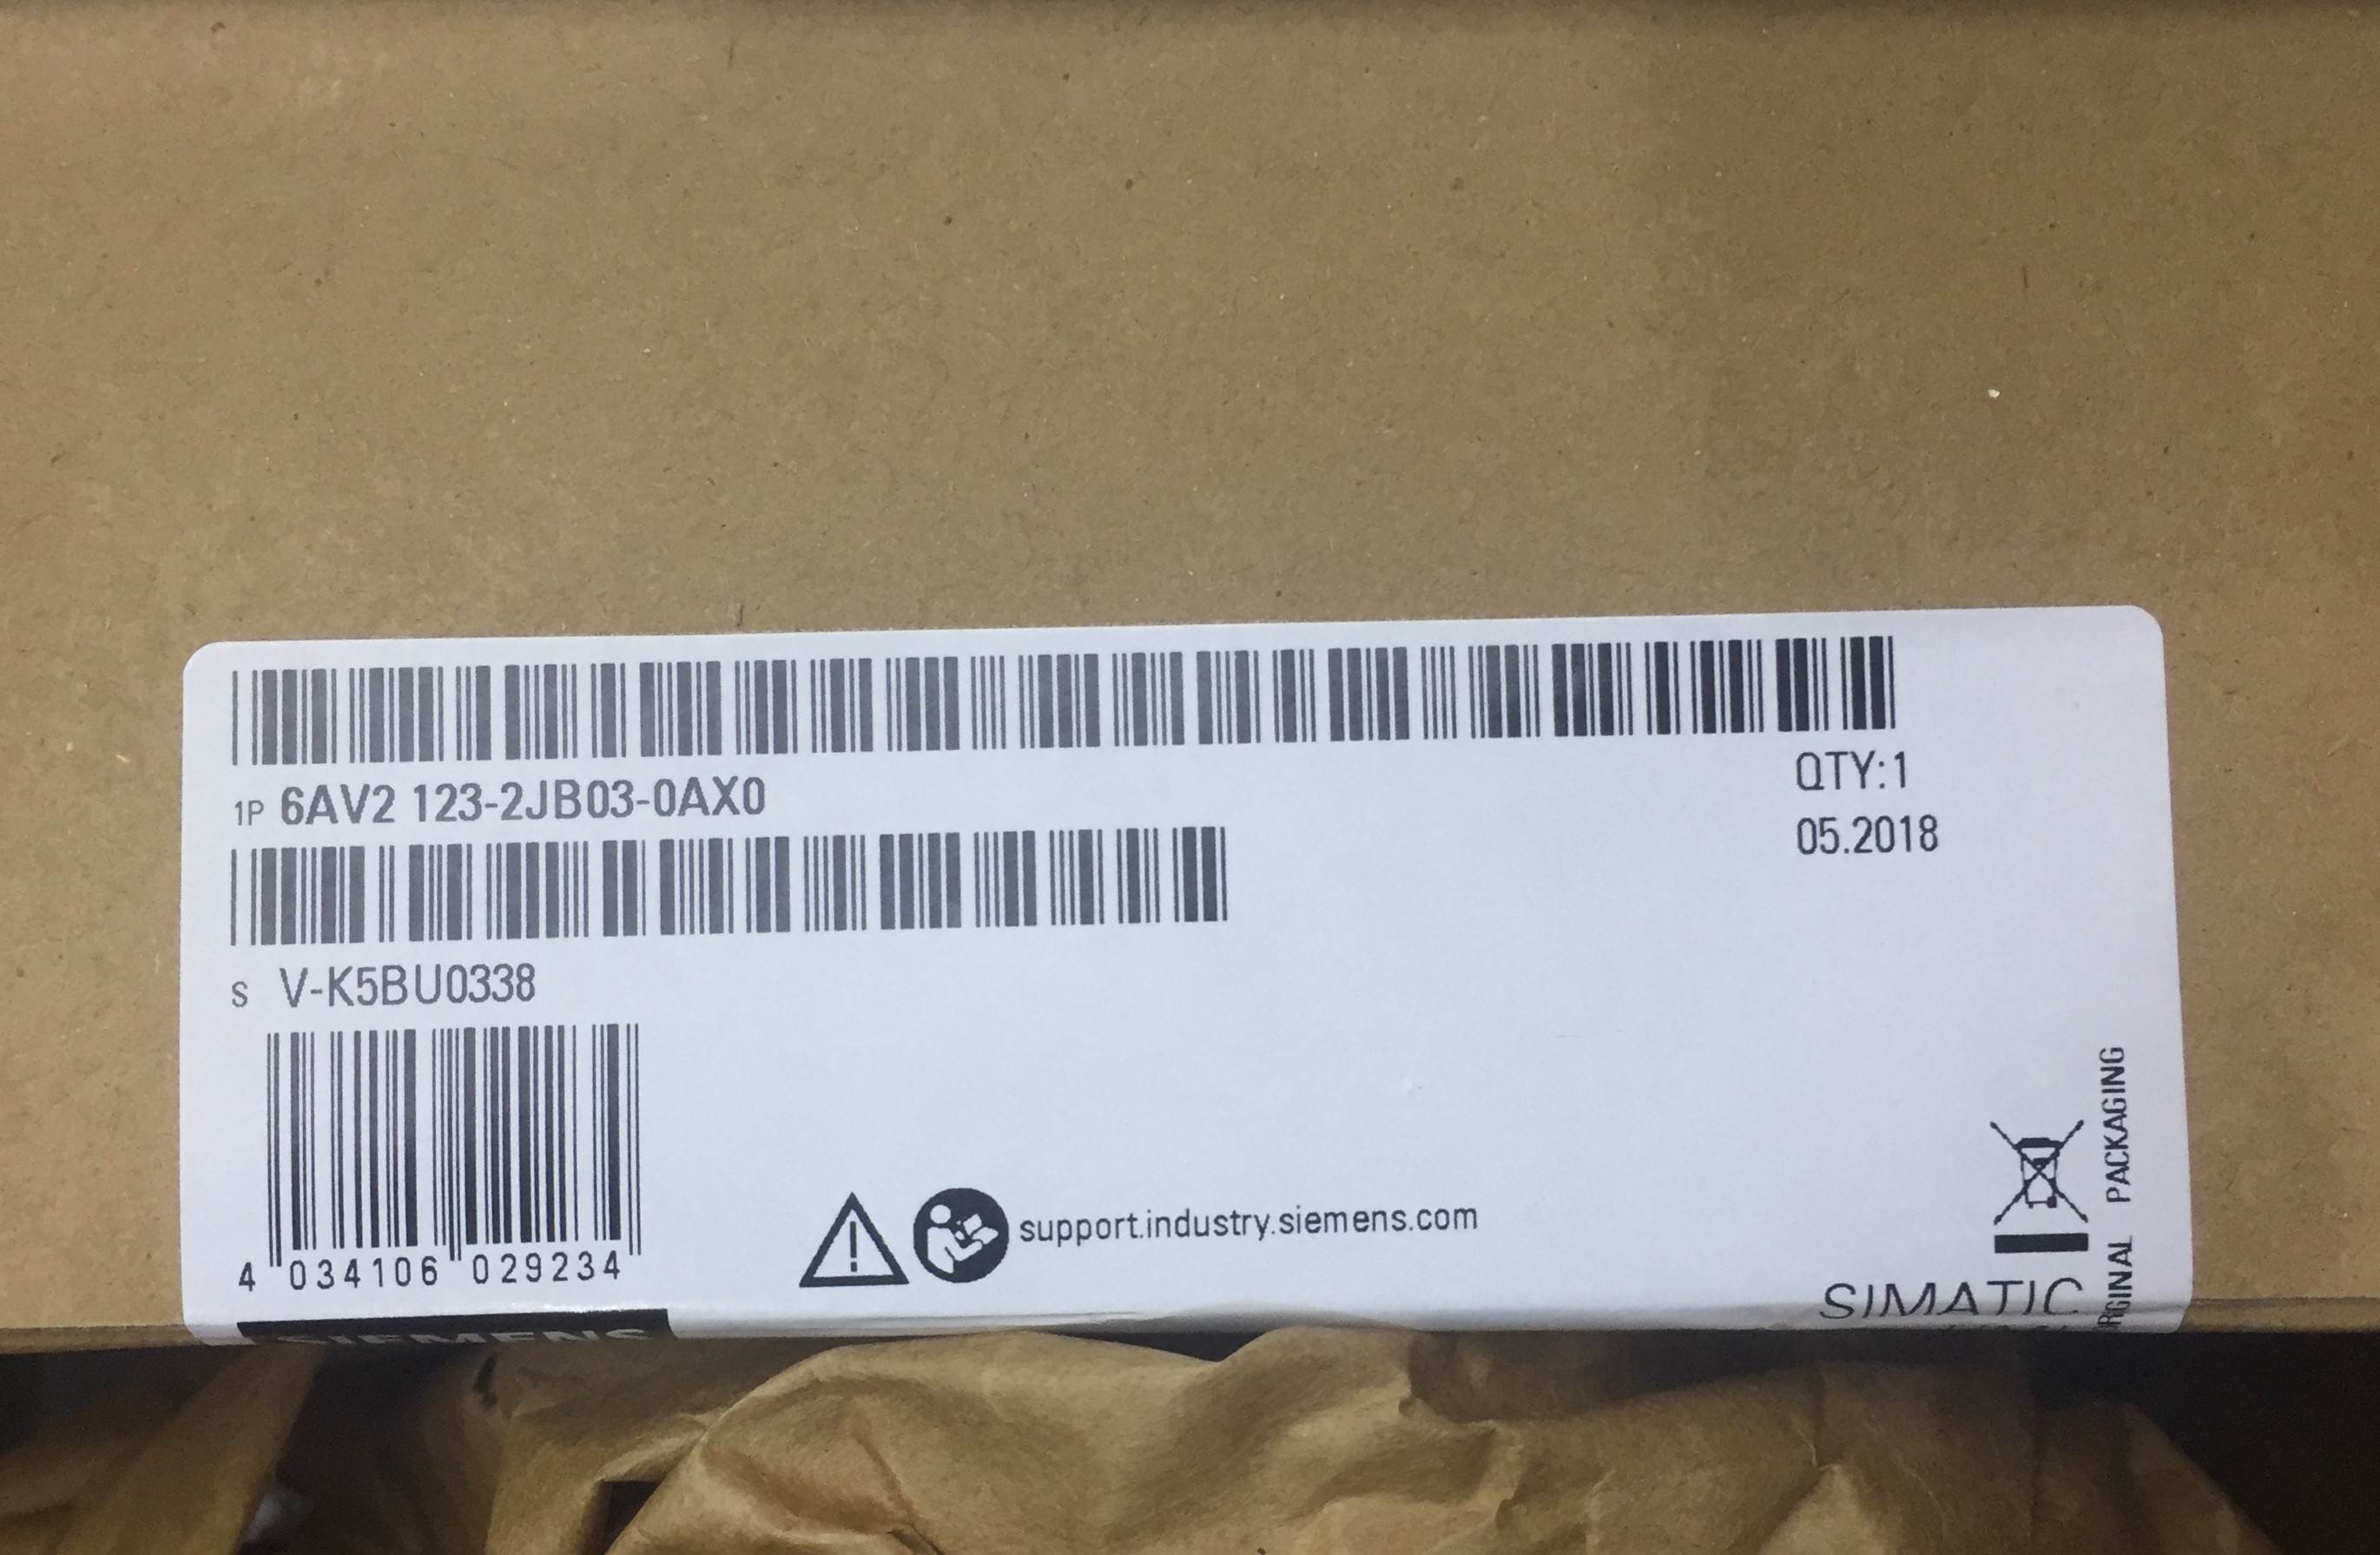 1P 6AV2 123-2JB03-0AX0
QTY:1
05.2018
S V-K5BU0338
4 034106 029234
support.industry.siemens.com
SIMATIC
PACKAGING
SIEMENS